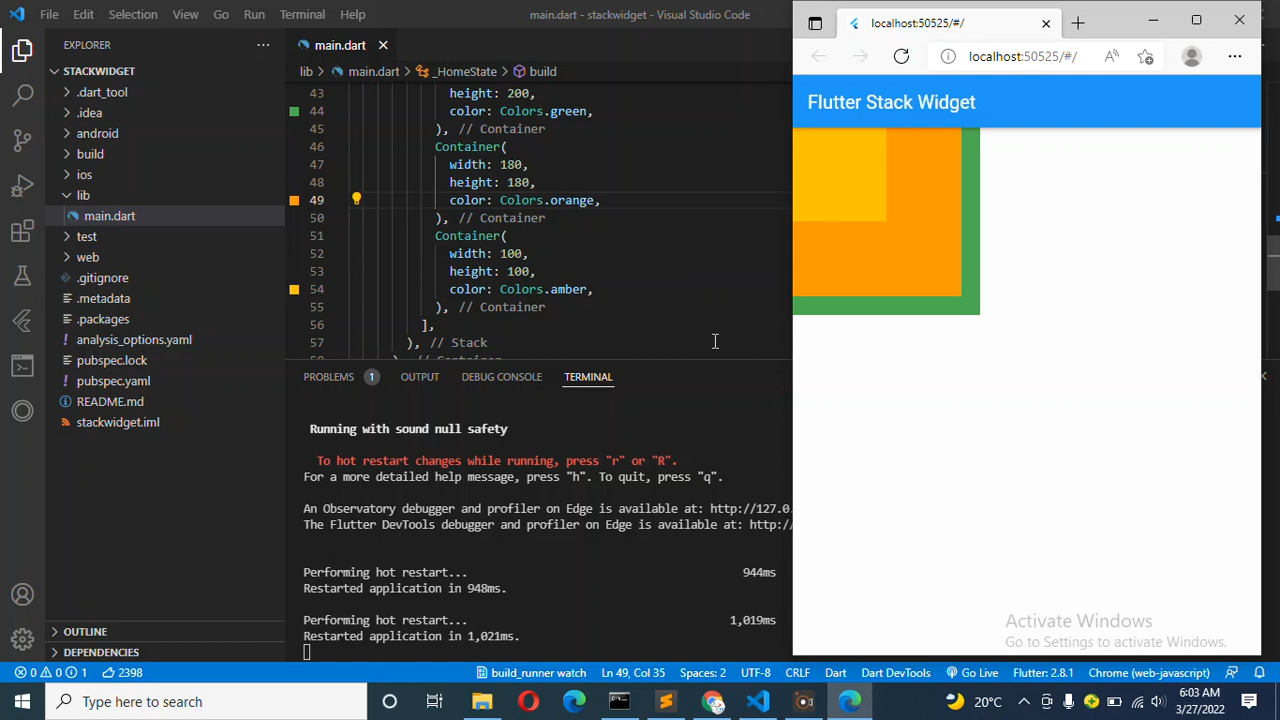 File Edit Selection View Go Run Terminal Help
main.dart - stackwidget - Visual Studio Code
EXPLORER
STACKWIDGET
.dart_tool
.idea
android
build
ios
lib
main.dart
test
web
.gitignore
.metadata
.packages
analysis_options.yaml
pubspec.lock
pubspec.yaml
README.md
stackwidget.iml
OUTLINE
DEPENDENCIES
main.dart
lib > main.dart > _HomeState > build
43 height: 200,
44 color: Colors.green,
45 ), // Container
46 Container(
47 width: 180,
48 height: 180,
49 color: Colors.orange,
50 ), // Container
51 Container(
52 width: 100,
53 height: 100,
54 color: Colors.amber,
55 ), // Container
56 ],
57 ), // Stack
58 ), // Container
PROBLEMS 1 OUTPUT DEBUG CONSOLE TERMINAL
Running with sound null safety
To hot restart changes while running, press "r" or "R".
For a more detailed help message, press "h". To quit, press "q".
An Observatory debugger and profiler on Edge is available at: http://127.0.
The Flutter DevTools debugger and profiler on Edge is available at: http:/
Performing hot restart... 944ms
Restarted application in 948ms.
Performing hot restart... 1,019ms
Restarted application in 1,021ms.
localhost:50525/#/
localhost:50525/#/
Flutter Stack Widget
Activate Windows
Go to Settings to activate Windows.
0 0 1 2398 build_runner watch Ln 49, Col 35 Spaces: 2 UTF-8 CRLF Dart Dart DevTools Go Live Flutter: 2.8.1 Chrome (web-javascript)
Type here to search
20°C
6:03 AM
3/27/2022